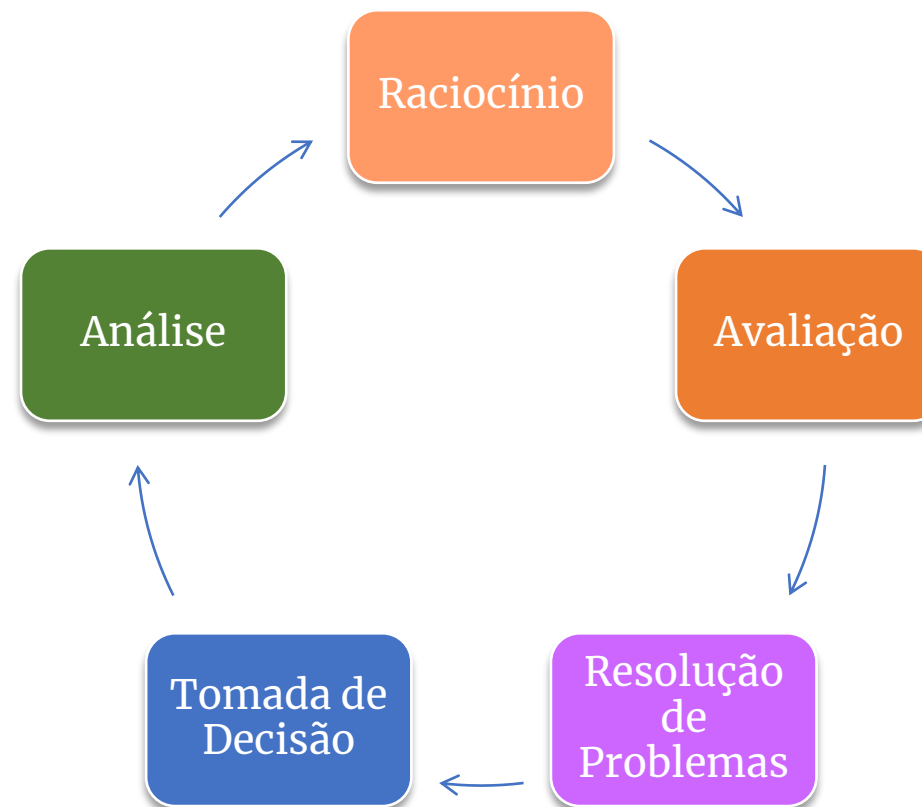 Raciocínio
Análise
Avaliação
Tomada de
Decisão
Resolução
de
Problemas